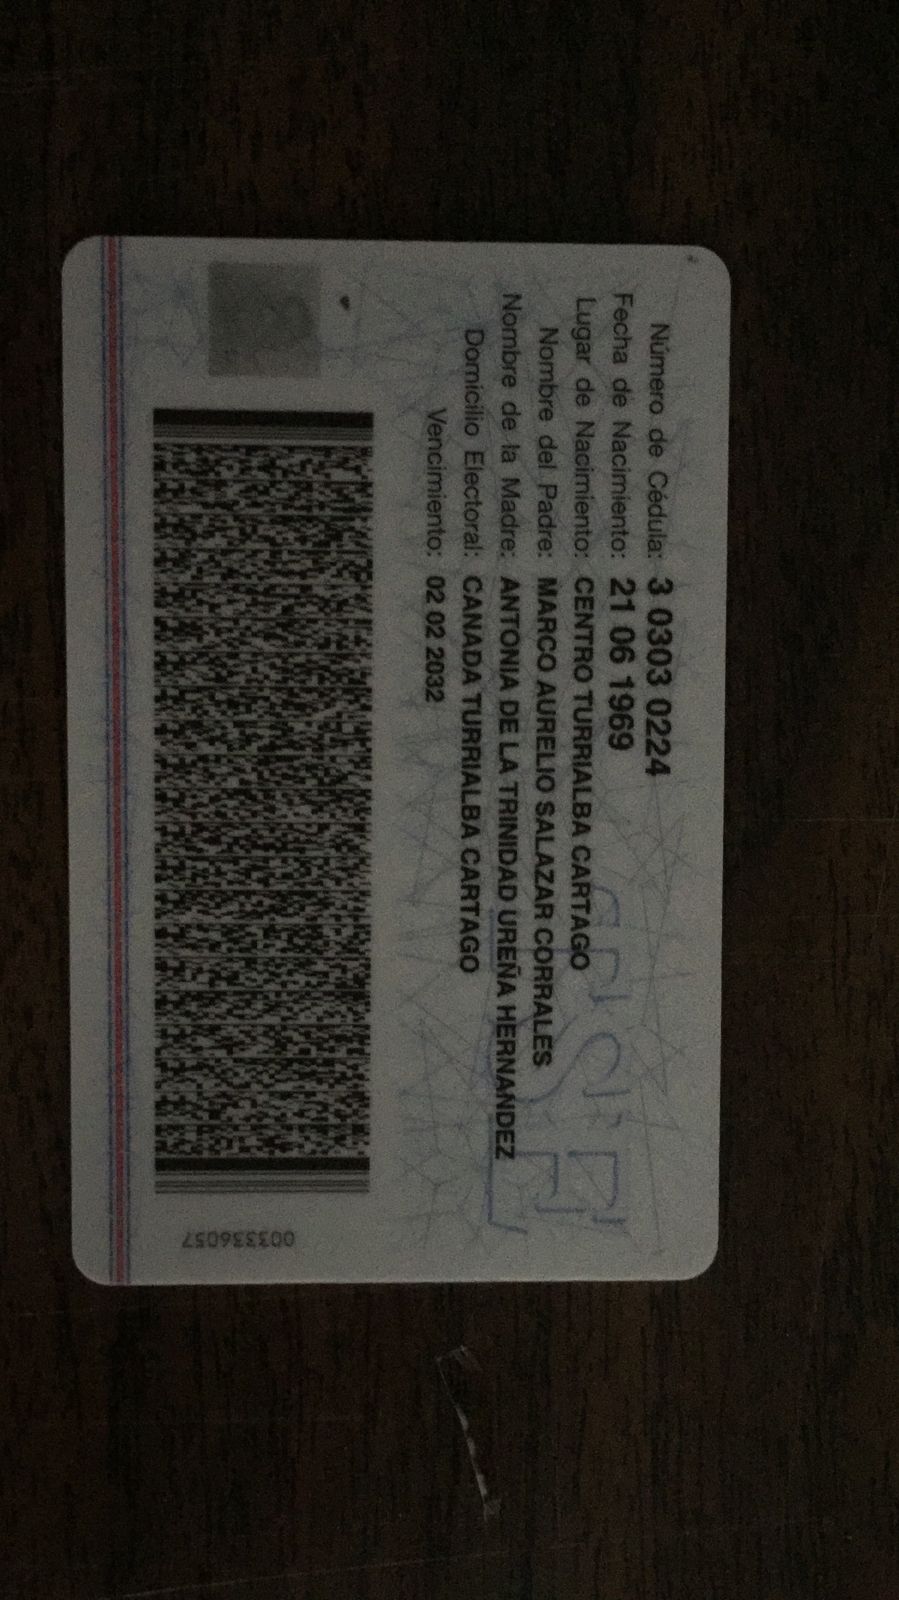 Número de Cédula: 3 0303 0224
Fecha de Nacimiento: 21 06 1969
Lugar de Nacimiento: CENTRO TURRIALBA CARTAGO
Nombre del Padre: MARCO AURELIO SALAZAR CORRALES
Nombre de la Madre: ANTONIA DE LA TRINIDAD UREÑA HERNANDEZ
Domicilio Electoral: CANADA TURRIALBA CARTAGO
Vencimiento: 02 02 2032
003336057